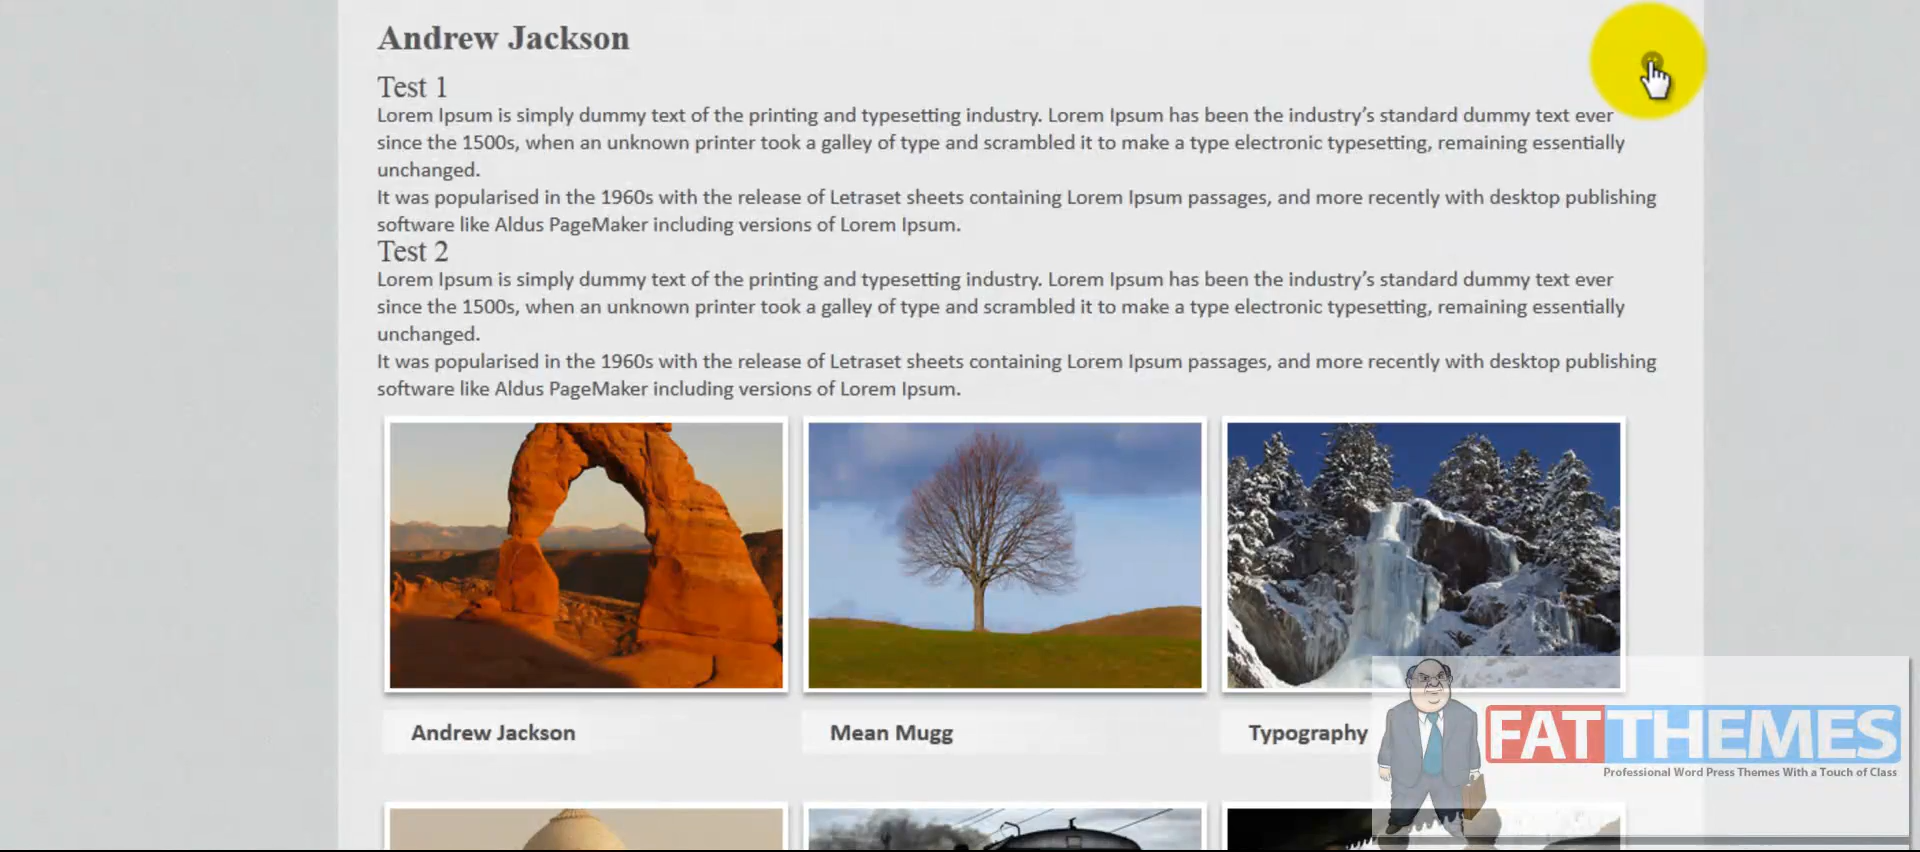 Andrew Jackson
Test 1
Lorem Ipsum is simply dummy text of the printing and typesetting industry. Lorem Ipsum has been the industry’s standard dummy text ever
since the 1500s, when an unknown printer took a galley of type and scrambled it to make a type electronic typesetting, remaining essentially
unchanged.
It was popularised in the 1960s with the release of Letraset sheets containing Lorem Ipsum passages, and more recently with desktop publishing
software like Aldus PageMaker including versions of Lorem Ipsum.
Test 2
Lorem Ipsum is simply dummy text of the printing and typesetting industry. Lorem Ipsum has been the industry’s standard dummy text ever
since the 1500s, when an unknown printer took a galley of type and scrambled it to make a type electronic typesetting, remaining essentially
unchanged.
It was popularised in the 1960s with the release of Letraset sheets containing Lorem Ipsum passages, and more recently with desktop publishing
software like Aldus PageMaker including versions of Lorem Ipsum.
Andrew Jackson
Mean Mugg
Typography
FATTHEMES
Professional Word Press Themes With a Touch of Class